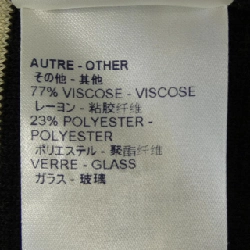 AUTRE - OTHER
その他 - 其他
77% VISCOSE - VISCOSE
レーヨン - 粘胶纤维
23% POLYESTER -
POLYESTER
ポリエステル - 聚酯纤维
VERRE - GLASS
ガラス - 玻璃